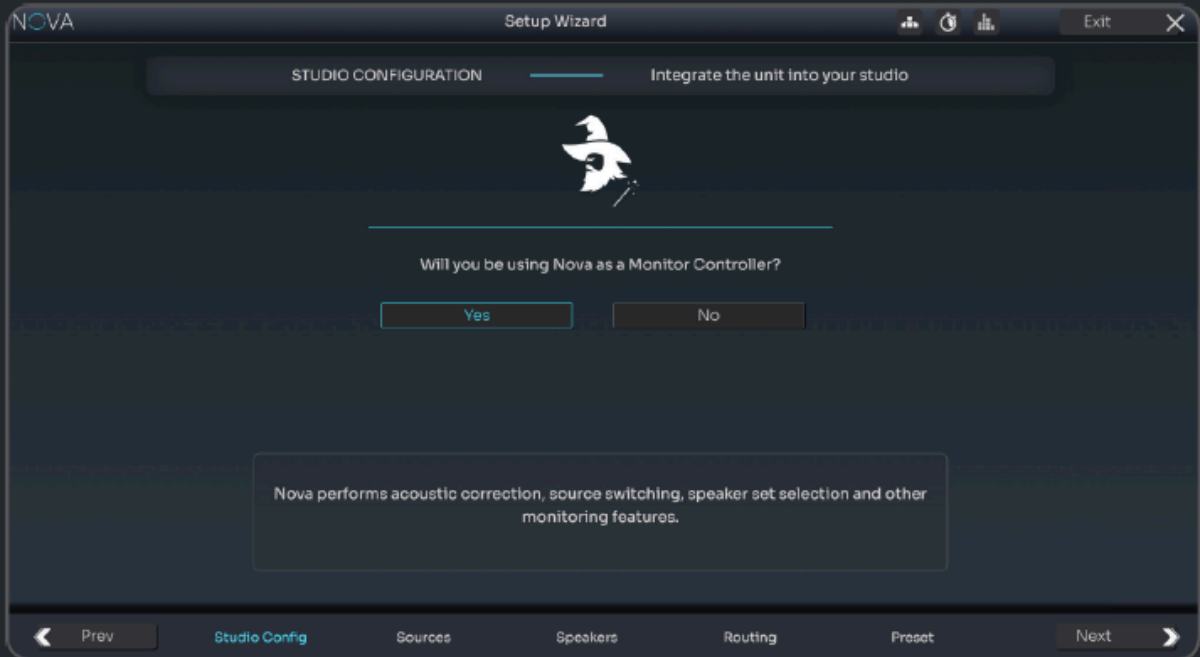 NOVA
Setup Wizard
Exit
STUDIO CONFIGURATION
Integrate the unit into your studio
Will you be using Nova as a Monitor Controller?
Yes
No
Nova performs acoustic correction, source switching, speaker set selection and other
monitoring features.
Prev
Studio Config
Sources
Speakers
Routing
Preset
Next